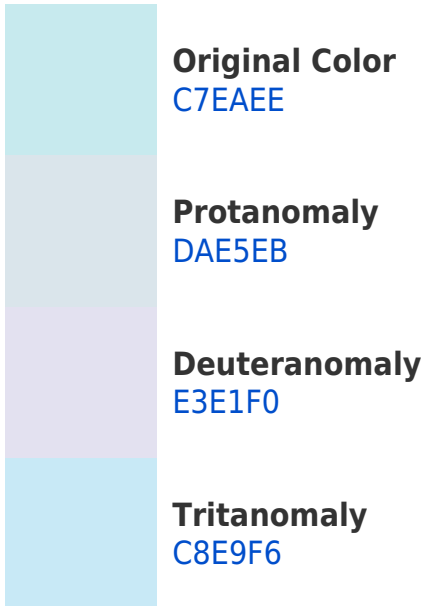 Original Color
C7EAEE
Protanomaly
DAE5EB
Deuteranomaly
E3E1F0
Tritanomaly
C8E9F6